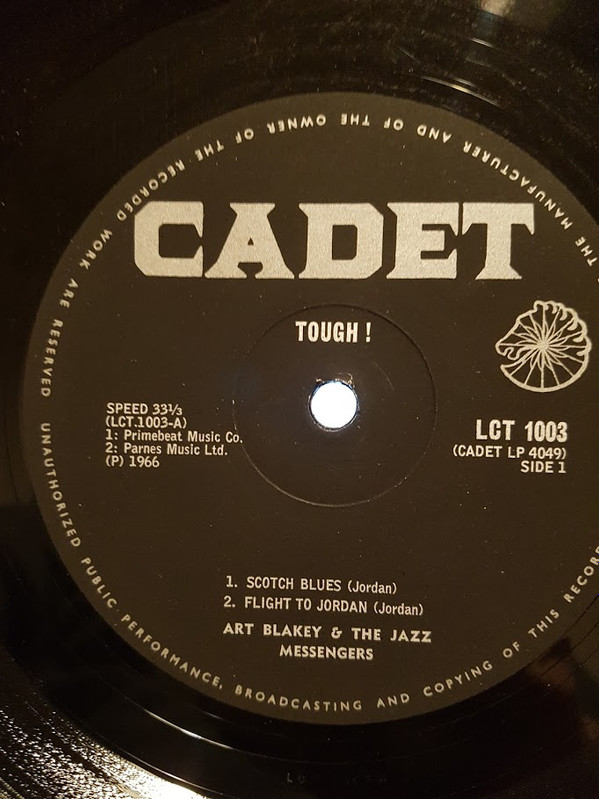 THE MANUFACTURER AND OF THE OWNER OF THE RECORDED WORK ARE RESERVED
CADET
TOUGH !
SPEED 33⅓
(LCT.1003-A)
1: Primebeat Music Co.
2: Parnes Music Ltd.
(P) 1966
LCT 1003
(CADET LP 4049)
SIDE 1
1. SCOTCH BLUES (Jordan)
2. FLIGHT TO JORDAN (Jordan)
ART BLAKEY & THE JAZZ
MESSENGERS
UNAUTHORIZED PUBLIC PERFORMANCE, BROADCASTING AND COPYING OF THIS RECORD